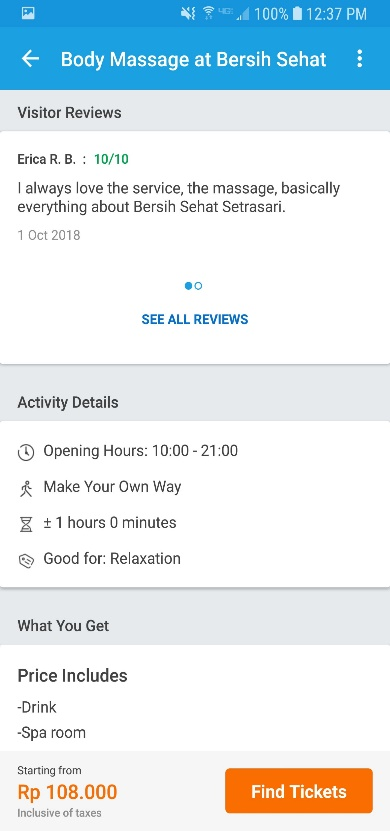 100% 12:37 PM
Body Massage at Bersih Sehat
Visitor Reviews
Erica R. B. : 10/10
I always love the service, the massage, basically
everything about Bersih Sehat Setrasari.
1 Oct 2018
SEE ALL REVIEWS
Activity Details
Opening Hours: 10:00 - 21:00
Make Your Own Way
± 1 hours 0 minutes
Good for: Relaxation
What You Get
Price Includes
-Drink
-Spa room
Starting from
Rp 108.000
Inclusive of taxes
Find Tickets